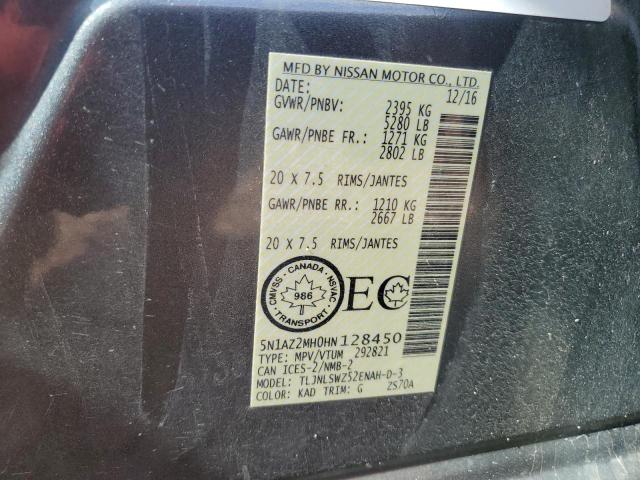 MFD BY NISSAN MOTOR CO., LTD.
DATE: 12/16
GVWR/PNBV: 2395 KG
5280 LB
GAWR/PNBE FR.: 1271 KG
2802 LB
20 X 7.5 RIMS/JANTES
GAWR/PNBE RR.: 1210 KG
2667 LB
20 X 7.5 RIMS/JANTES
CMVSS - CANADA - NSVAC
986
TRANSPORT
EC
5N1AZ2MH0HN128450
TYPE: MPV/VTUM 292821
CAN ICES-2/NMB-2
MODEL: TLJNLSWZS2ENAH-D-3
COLOR: KAD TRIM: G ZS70A